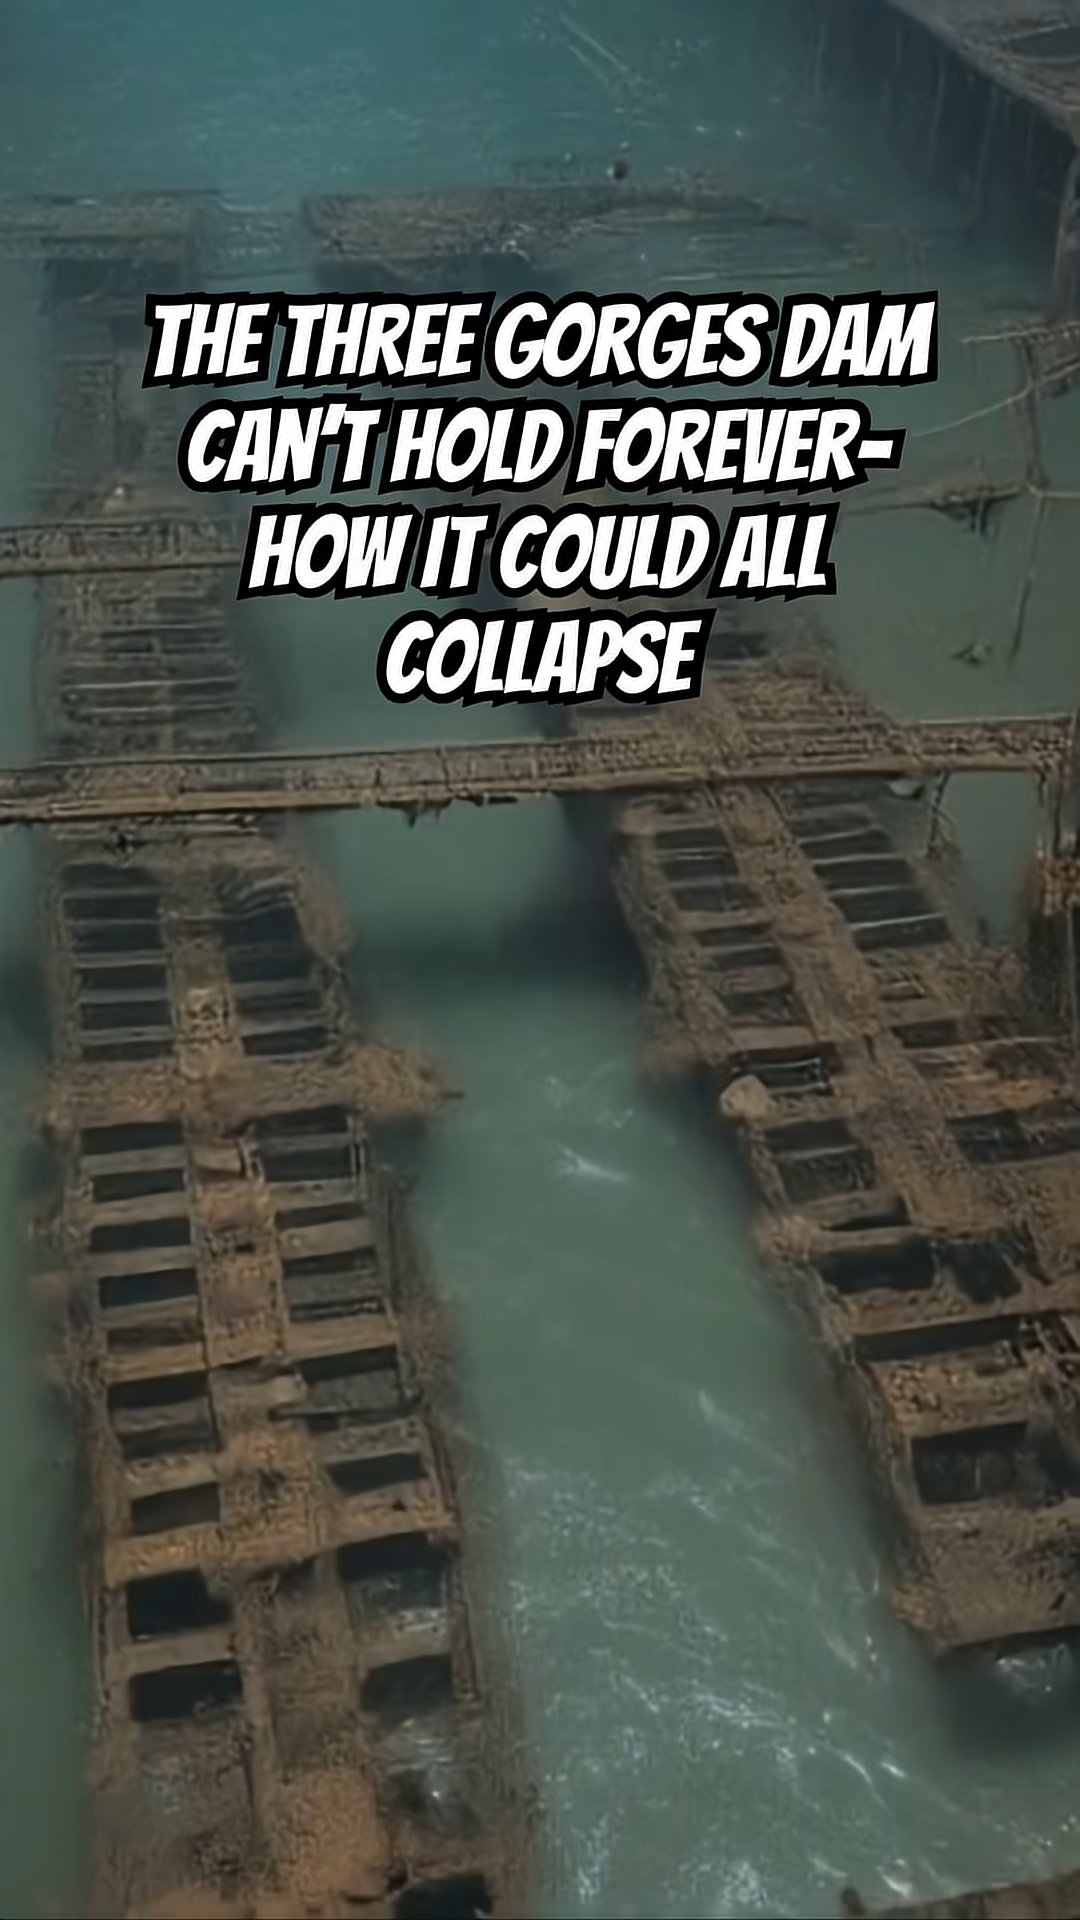 THE THREE GORGES DAM
CAN'T HOLD FOREVER-
HOW IT COULD ALL
COLLAPSE